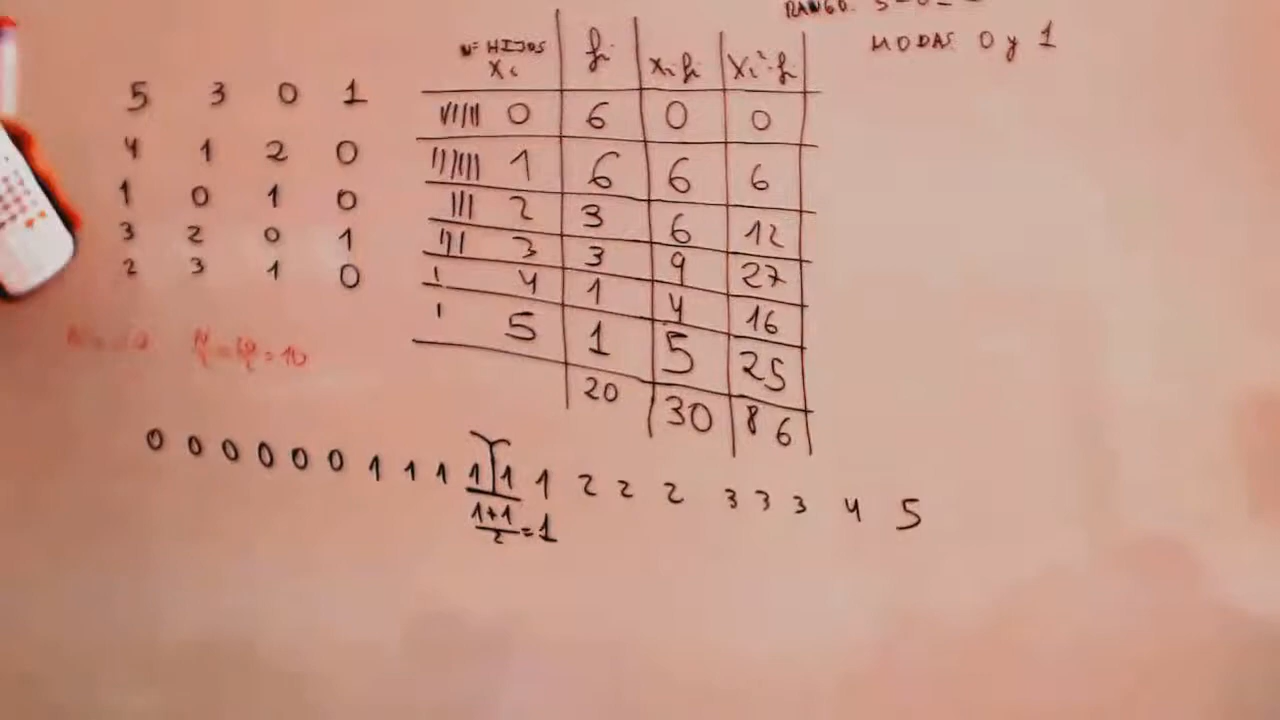 RANGO: 5-0=
MODAS 0 y 1
5 3 0 1
4 1 2 0
1 0 1 0
3 2 0 1
2 3 1 0
Nº HIJOS xi fi xi·fi xi²·fi
0 6 0 0
1 6 6 6
2 3 6 12
3 3 9 27
4 1 4 16
5 1 5 25
20 30 86
= 10
0 0 0 0 0 0 1 1 1 1 1 1 2 2 2 3 3 3 4 5
1+1/2 = 1